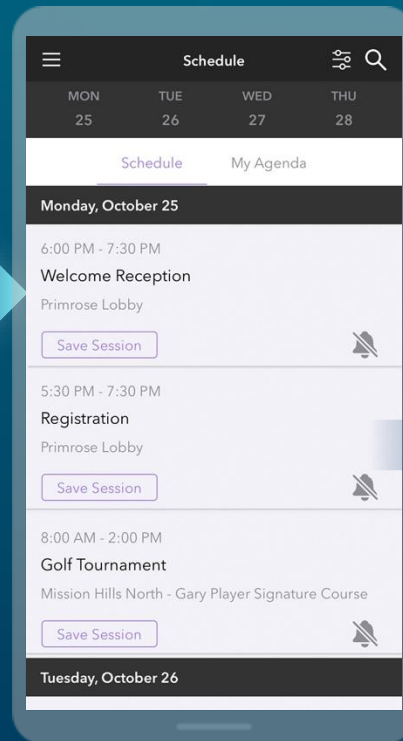 Schedule
MON TUE WED THU
25 26 27 28
Schedule My Agenda
Monday, October 25
6:00 PM - 7:30 PM
Welcome Reception
Primrose Lobby
Save Session
5:30 PM - 7:30 PM
Registration
Primrose Lobby
Save Session
8:00 AM - 2:00 PM
Golf Tournament
Mission Hills North - Gary Player Signature Course
Save Session
Tuesday, October 26